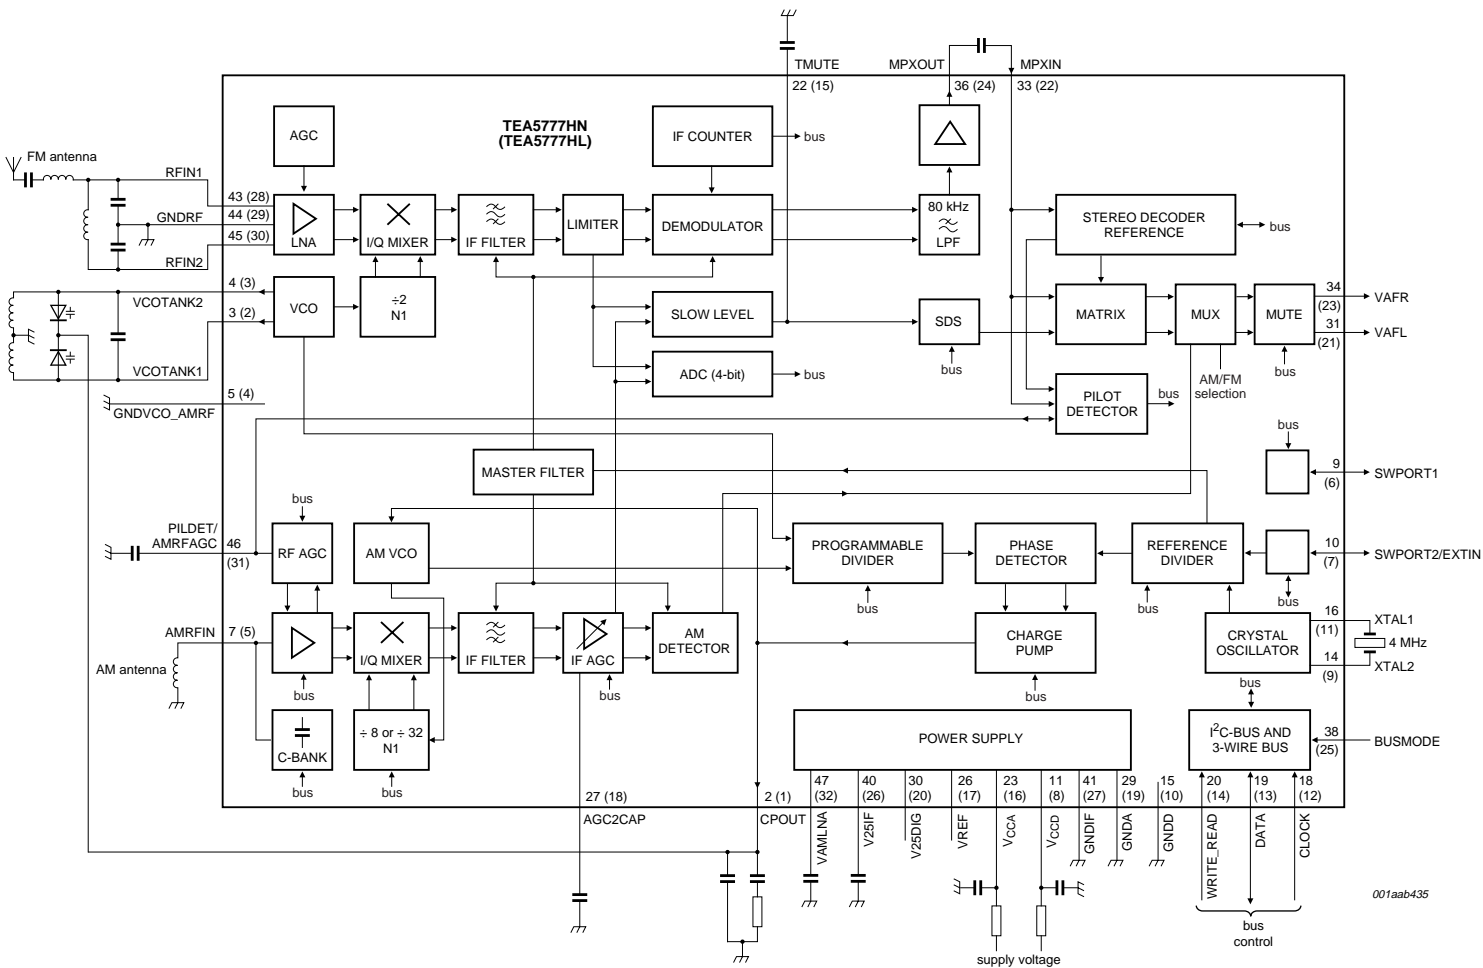 TMUTE
MPXOUT
MPXIN
22 (15)
36 (24)
33 (22)
TEA5777HN
(TEA5777HL)
AGC
IF COUNTER
bus
FM antenna
RFIN1
43 (28)
GNDRF
44 (29)
45 (30)
RFIN2
LNA
I/Q MIXER
IF FILTER
LIMITER
DEMODULATOR
80 kHz
LPF
STEREO DECODER
REFERENCE
bus
4 (3)
VCOTANK2
3 (2)
VCOTANK1
VCO
÷2
N1
SLOW LEVEL
SDS
bus
MATRIX
MUX
MUTE
34
(23)
VAFR
31
(21)
VAFL
bus
AM/FM
selection
ADC (4-bit)
bus
PILOT
DETECTOR
bus
5 (4)
GNDVCO_AMRF
MASTER FILTER
bus
9
(6)
SWPORT1
bus
PILDET/
AMRFAGC
46
(31)
RF AGC
AM VCO
PROGRAMMABLE
DIVIDER
bus
PHASE
DETECTOR
REFERENCE
DIVIDER
bus
bus
10
(7)
SWPORT2/EXTIN
AMRFIN
7 (5)
AM antenna
bus
I/Q MIXER
IF FILTER
IF AGC
bus
AM
DETECTOR
CHARGE
PUMP
bus
CRYSTAL
OSCILLATOR
16
(11)
XTAL1
4 MHz
14
(9)
XTAL2
bus
C-BANK
bus
÷ 8 or ÷ 32
N1
bus
POWER SUPPLY
I2C-BUS AND
3-WIRE BUS
38
(25)
BUSMODE
27 (18)
AGC2CAP
2 (1)
CPOUT
47
(32)
VAMLNA
40
(26)
V25IF
30
(20)
V25DIG
26
(17)
VREF
23
(16)
VCCA
11
(8)
VCCD
41
(27)
GNDIF
29
(19)
GNDA
15
(10)
GNDD
20
(14)
WRITE_READ
19
(13)
DATA
18
(12)
CLOCK
001aab435
bus
control
supply voltage